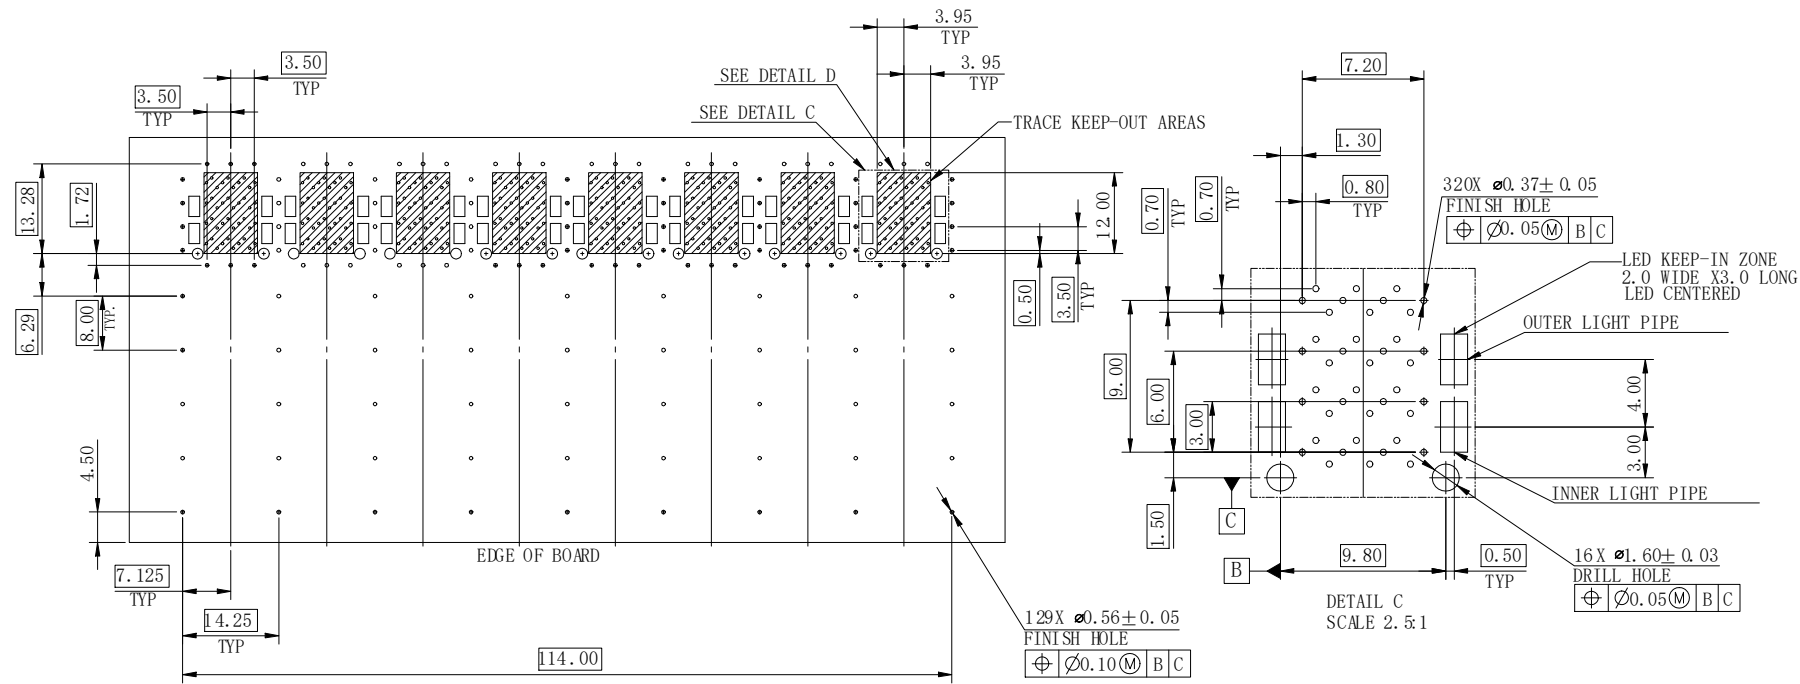 3.95
TYP
3.50
TYP
3.95
TYP
3.50
TYP
SEE DETAIL D
SEE DETAIL C
TRACE KEEP-OUT AREAS
13.28
1.72
6.29
8.00
TYP.
4.50
12.00
0.50
3.50
TYP
EDGE OF BOARD
7.125
TYP
14.25
TYP
114.00
129X ⌀0.56±0.05
FINISH HOLE
⌖ ⌀0.10 Ⓜ B C
7.20
1.30
0.80
TYP
0.70
TYP
0.70
TYP
320X ⌀0.37±0.05
FINISH HOLE
⌖ ⌀0.05 Ⓜ B C
LED KEEP-IN ZONE
2.0 WIDE X3.0 LONG
LED CENTERED
OUTER LIGHT PIPE
9.00
6.00
3.00
1.50
4.00
3.00
INNER LIGHT PIPE
C
B
9.80
0.50
TYP
16X ⌀1.60±0.03
DRILL HOLE
⌖ ⌀0.05 Ⓜ B C
DETAIL C
SCALE 2.5:1